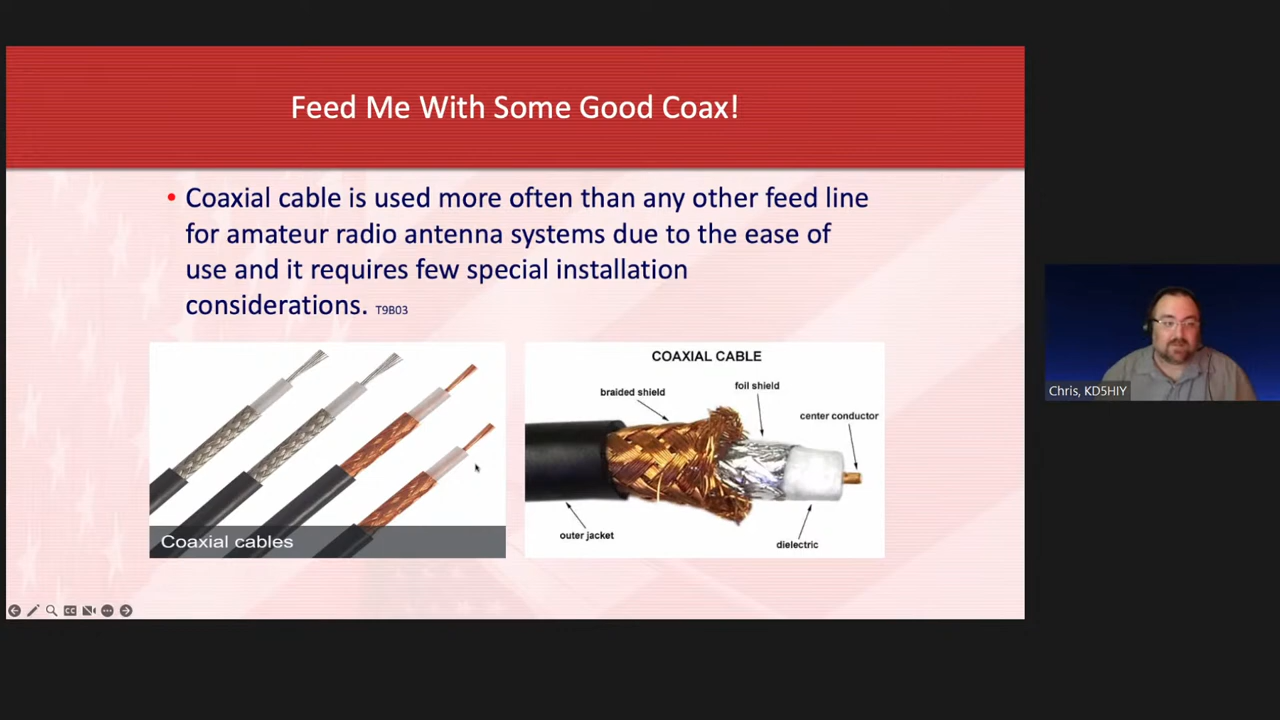 Feed Me With Some Good Coax!
• Coaxial cable is used more often than any other feed line
for amateur radio antenna systems due to the ease of
use and it requires few special installation
considerations. T9B03
Coaxial cables
COAXIAL CABLE
braided shield
foil shield
center conductor
outer jacket
dielectric
Chris, KD5HIY
CC